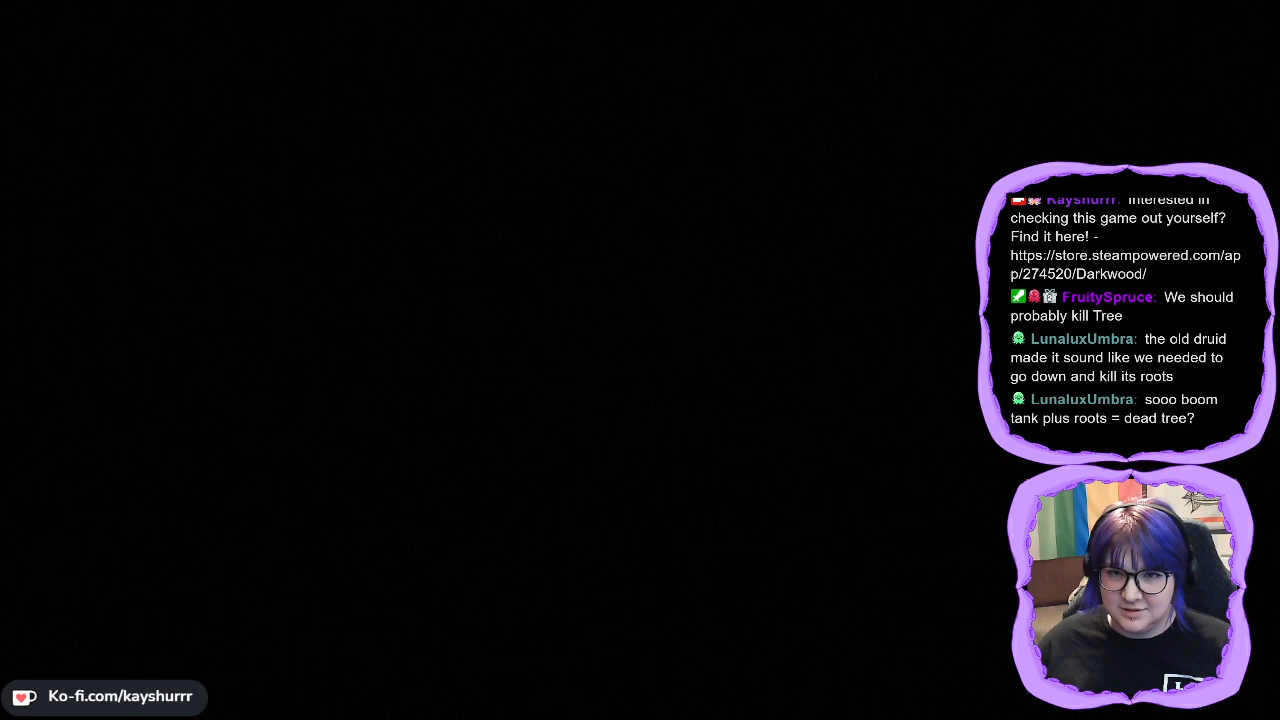 Kayshurrr: Interested in
checking this game out yourself?
Find it here! -
https://store.steampowered.com/ap
p/274520/Darkwood/
FruitySpruce: We should
probably kill Tree
LunaluxUmbra: the old druid
made it sound like we needed to
go down and kill its roots
LunaluxUmbra: sooo boom
tank plus roots = dead tree?
Ko-fi.com/kayshurrr